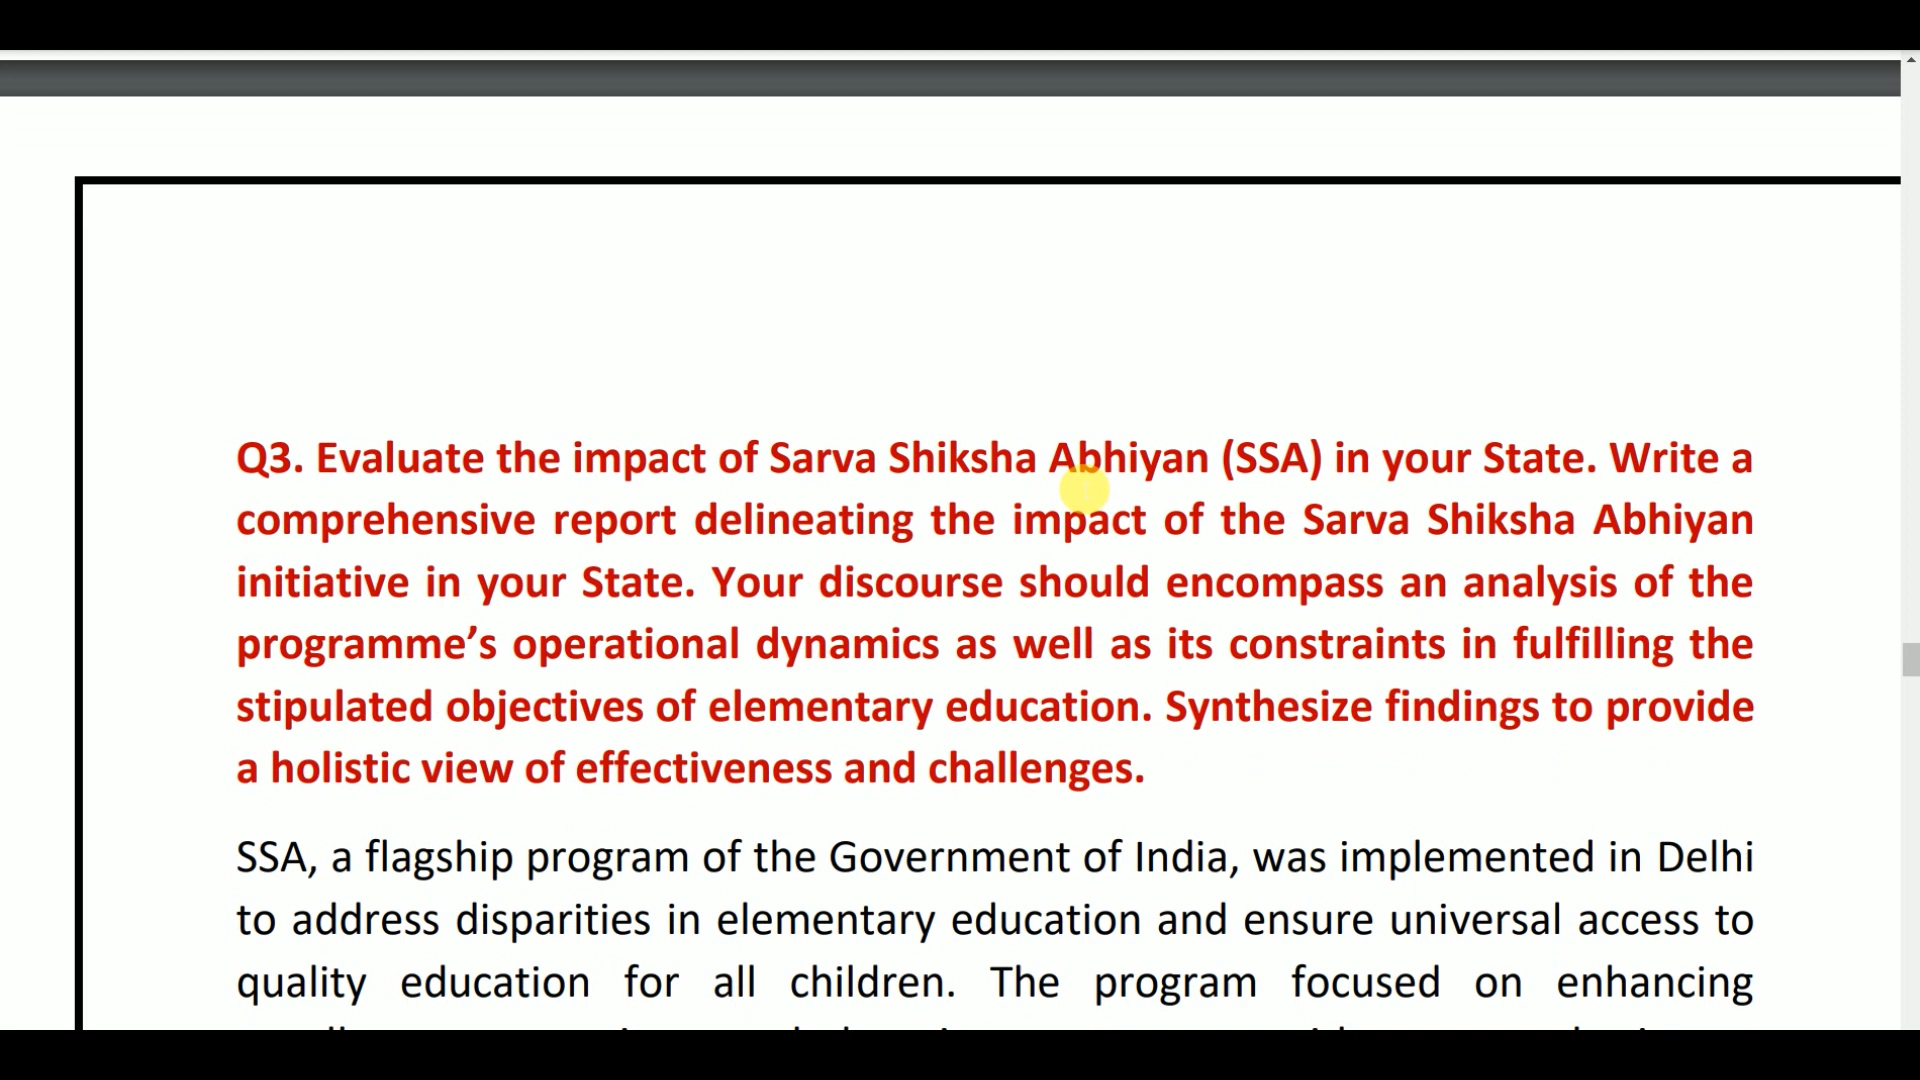 Q3. Evaluate the impact of Sarva Shiksha Abhiyan (SSA) in your State. Write a
comprehensive report delineating the impact of the Sarva Shiksha Abhiyan
initiative in your State. Your discourse should encompass an analysis of the
programme’s operational dynamics as well as its constraints in fulfilling the
stipulated objectives of elementary education. Synthesize findings to provide
a holistic view of effectiveness and challenges.
SSA, a flagship program of the Government of India, was implemented in Delhi
to address disparities in elementary education and ensure universal access to
quality education for all children. The program focused on enhancing